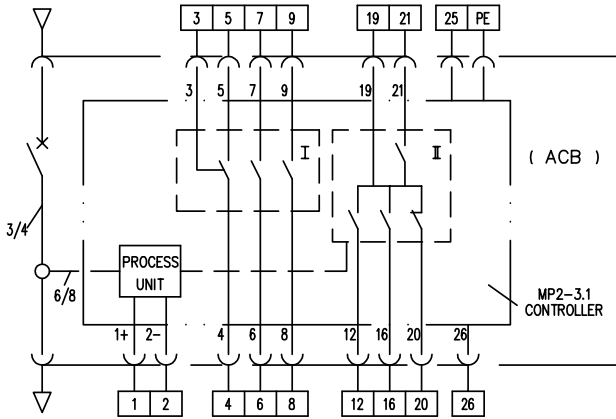 3 5 7 9 19 21 25 PE
3 5 7 9 19 21
I II
( ACB )
3/4
PROCESS
UNIT
6/8
MP2-3.1
CONTROLLER
1+ 2- 4 6 8 12 16 20 26
1 2 4 6 8 12 16 20 26